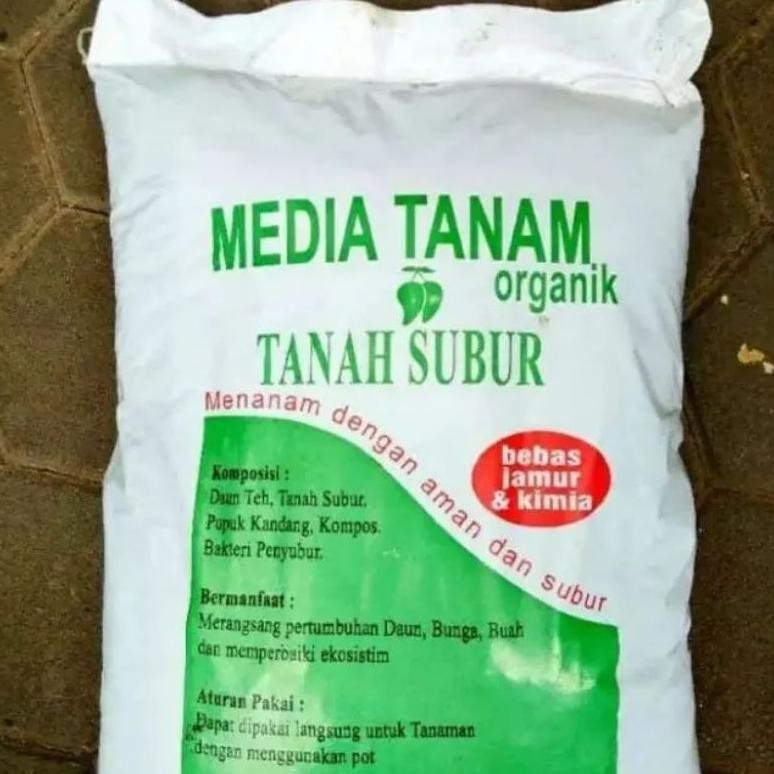 MEDIA TANAM
organik
TANAH SUBUR
Menanam dengan aman dan subur
bebas
jamur
& kimia
Komposisi :
Daun Teh, Tanah Subur,
Pupuk Kandang, Kompos.
Bakteri Penyubur.
Bermanfaat :
Merangsang pertumbuhan Daun, Bunga, Buah
dan memperbaiki ekosistim
Aturan Pakai :
Dapat dipakai langsung untuk Tanaman
dengan menggunakan pot